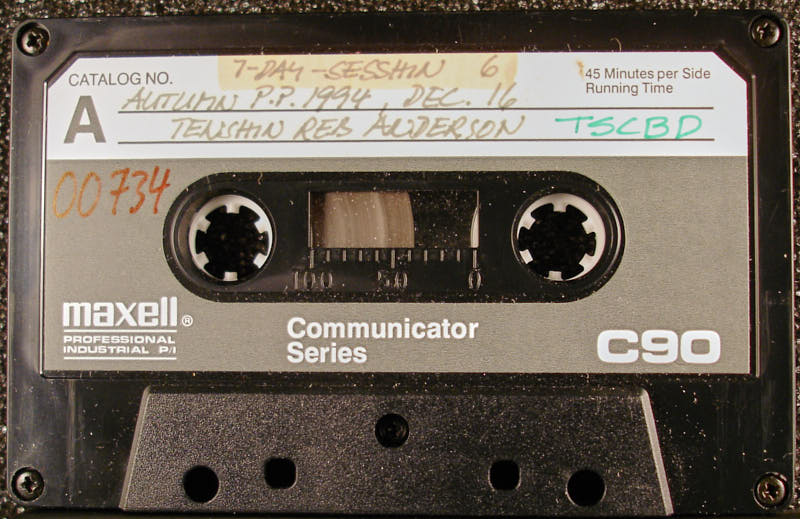 7-DAY-SESSHIN 6
CATALOG NO.
45 Minutes per Side
Running Time
A
AUTUMN P.P. 1994, DEC. 16
TENSHIN REB ANDERSON TSCBD
00734
100 50 0
maxell®
PROFESSIONAL
INDUSTRIAL P/I
Communicator
Series
C90